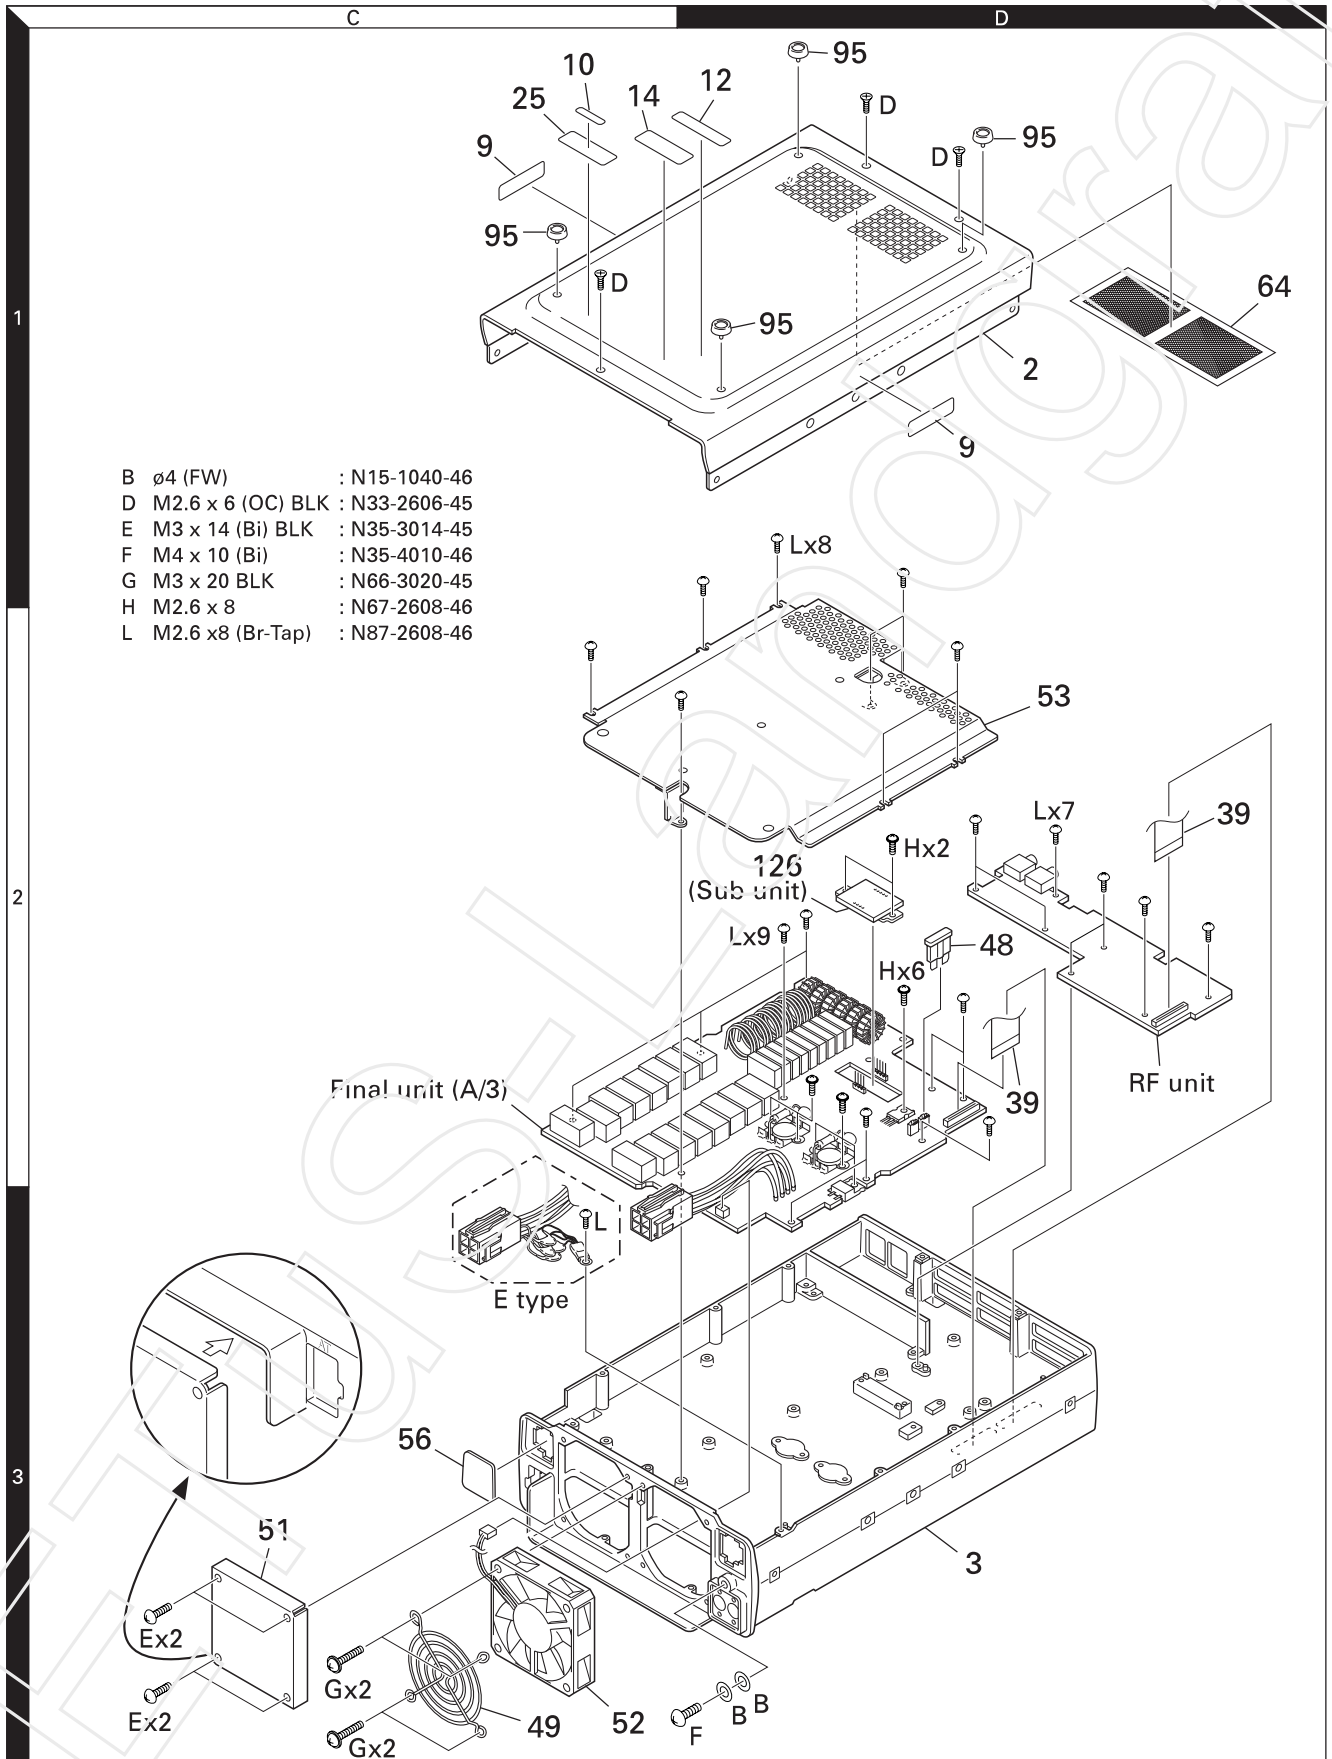 C
D
95
10
12
25
14
D
95
9
D
95
D
64
1
95
2
9
B ø4 (FW) : N15-1040-46
D M2.6 x 6 (OC) BLK : N33-2606-45
E M3 x 14 (Bi) BLK : N35-3014-45
F M4 x 10 (Bi) : N35-4010-46
G M3 x 20 BLK : N66-3020-45
H M2.6 x 8 : N67-2608-46
L M2.6 x8 (Br-Tap) : N87-2608-46
Lx8
53
Lx7
39
Hx2
126
(Sub unit)
2
Lx9
48
Hx6
Final unit (A/3)
39
RF unit
L
E type
AT
56
3
51
3
Ex2
Gx2
52
B
B
Ex2
49
F
Gx2